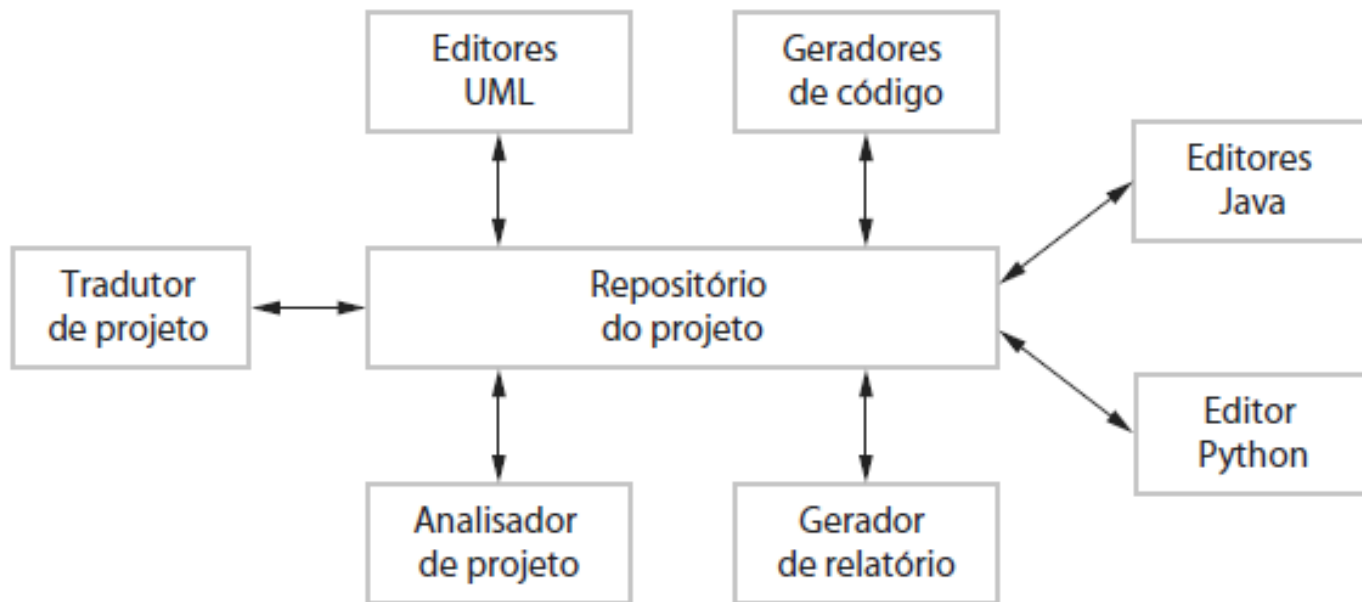 Editores
UML
Geradores
de código
Editores
Java
Tradutor
de projeto
Repositório
do projeto
Editor
Python
Analisador
de projeto
Gerador
de relatório